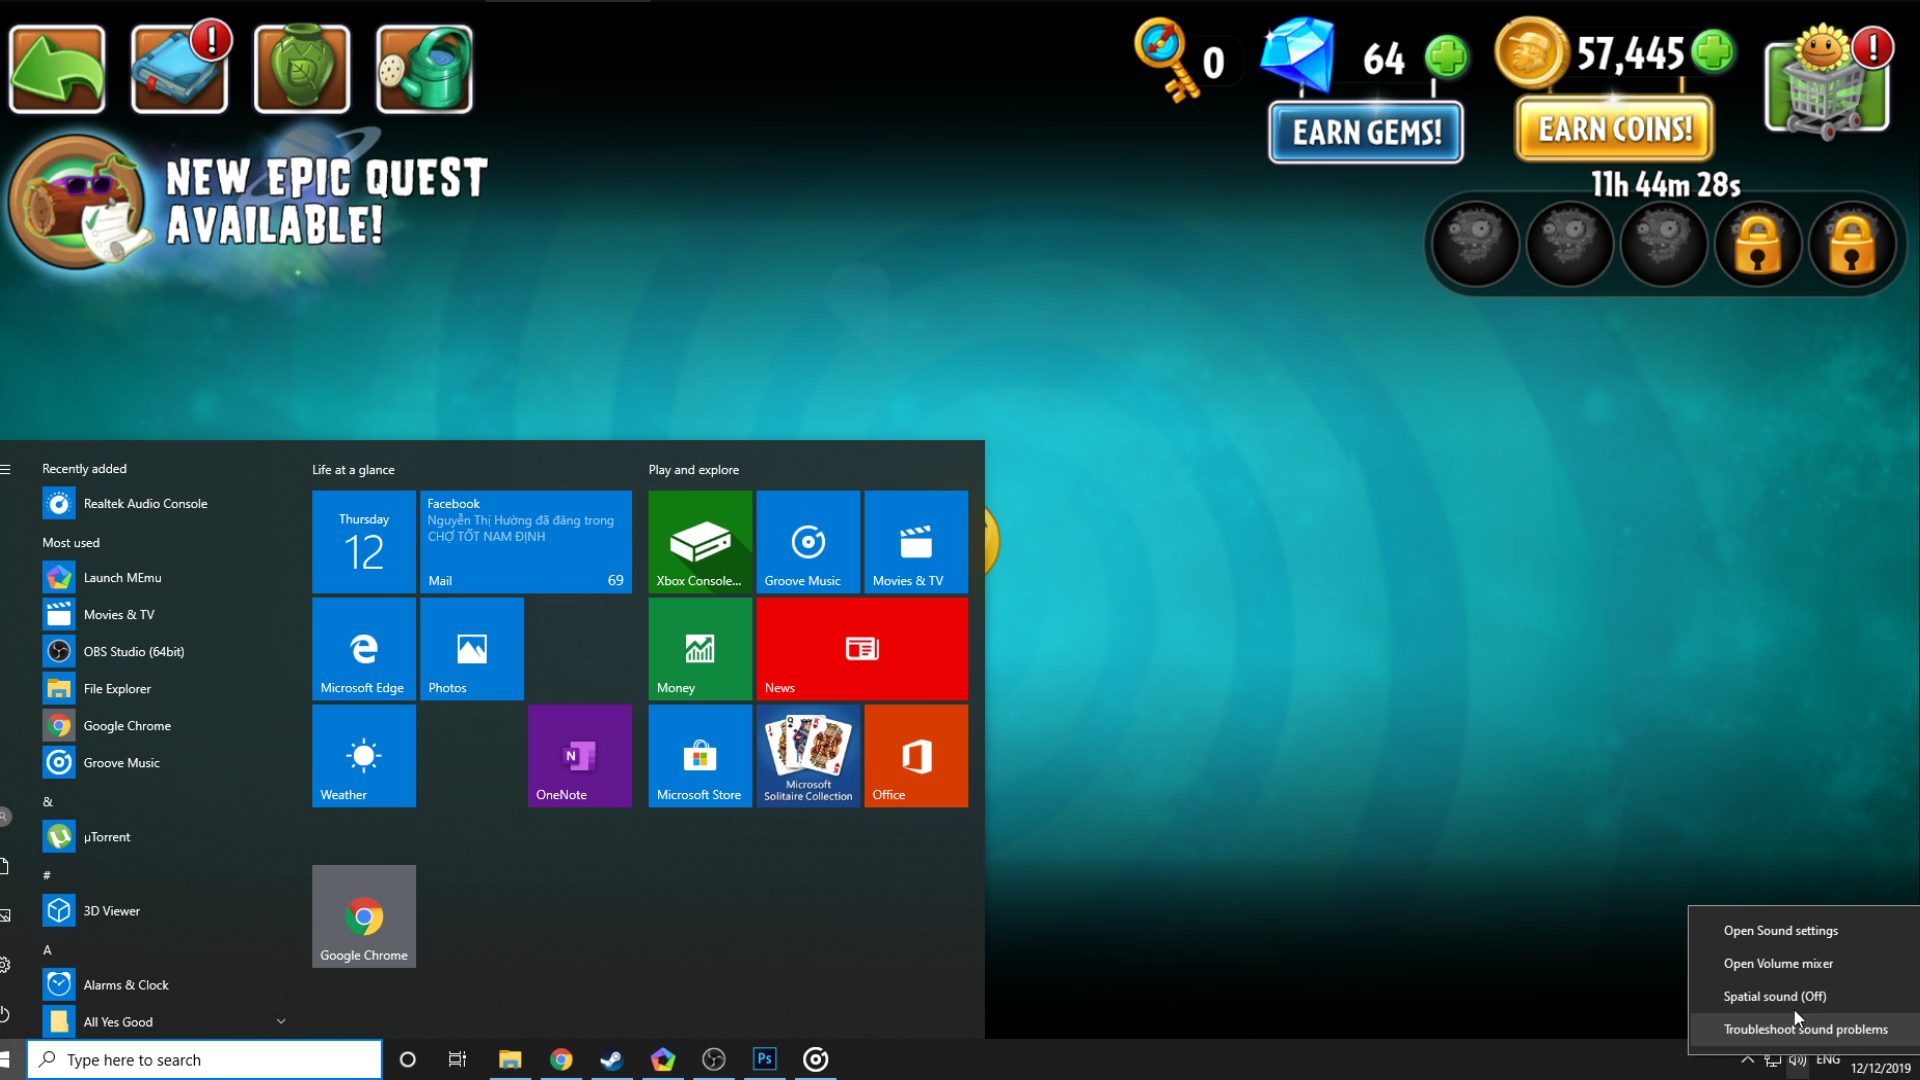 0
64
57,445
EARN GEMS!
EARN COINS!
NEW EPIC QUEST
AVAILABLE!
11h 44m 28s
Recently added
Realtek Audio Console
Most used
Launch MEmu
Movies & TV
OBS Studio (64bit)
File Explorer
Google Chrome
Groove Music
&
µTorrent
#
3D Viewer
A
Alarms & Clock
All Yes Good
Life at a glance
Thursday
12
Facebook
Nguyễn Thị Hường đã đăng trong
CHỢ TỐT NAM ĐỊNH
Mail 69
Microsoft Edge
Photos
Weather
OneNote
Google Chrome
Play and explore
Xbox Console...
Groove Music
Movies & TV
Money
News
Microsoft Store
Microsoft
Solitaire Collection
Office
Open Sound settings
Open Volume mixer
Spatial sound (Off)
Troubleshoot sound problems
Type here to search
Ps
ENG
12/12/2019